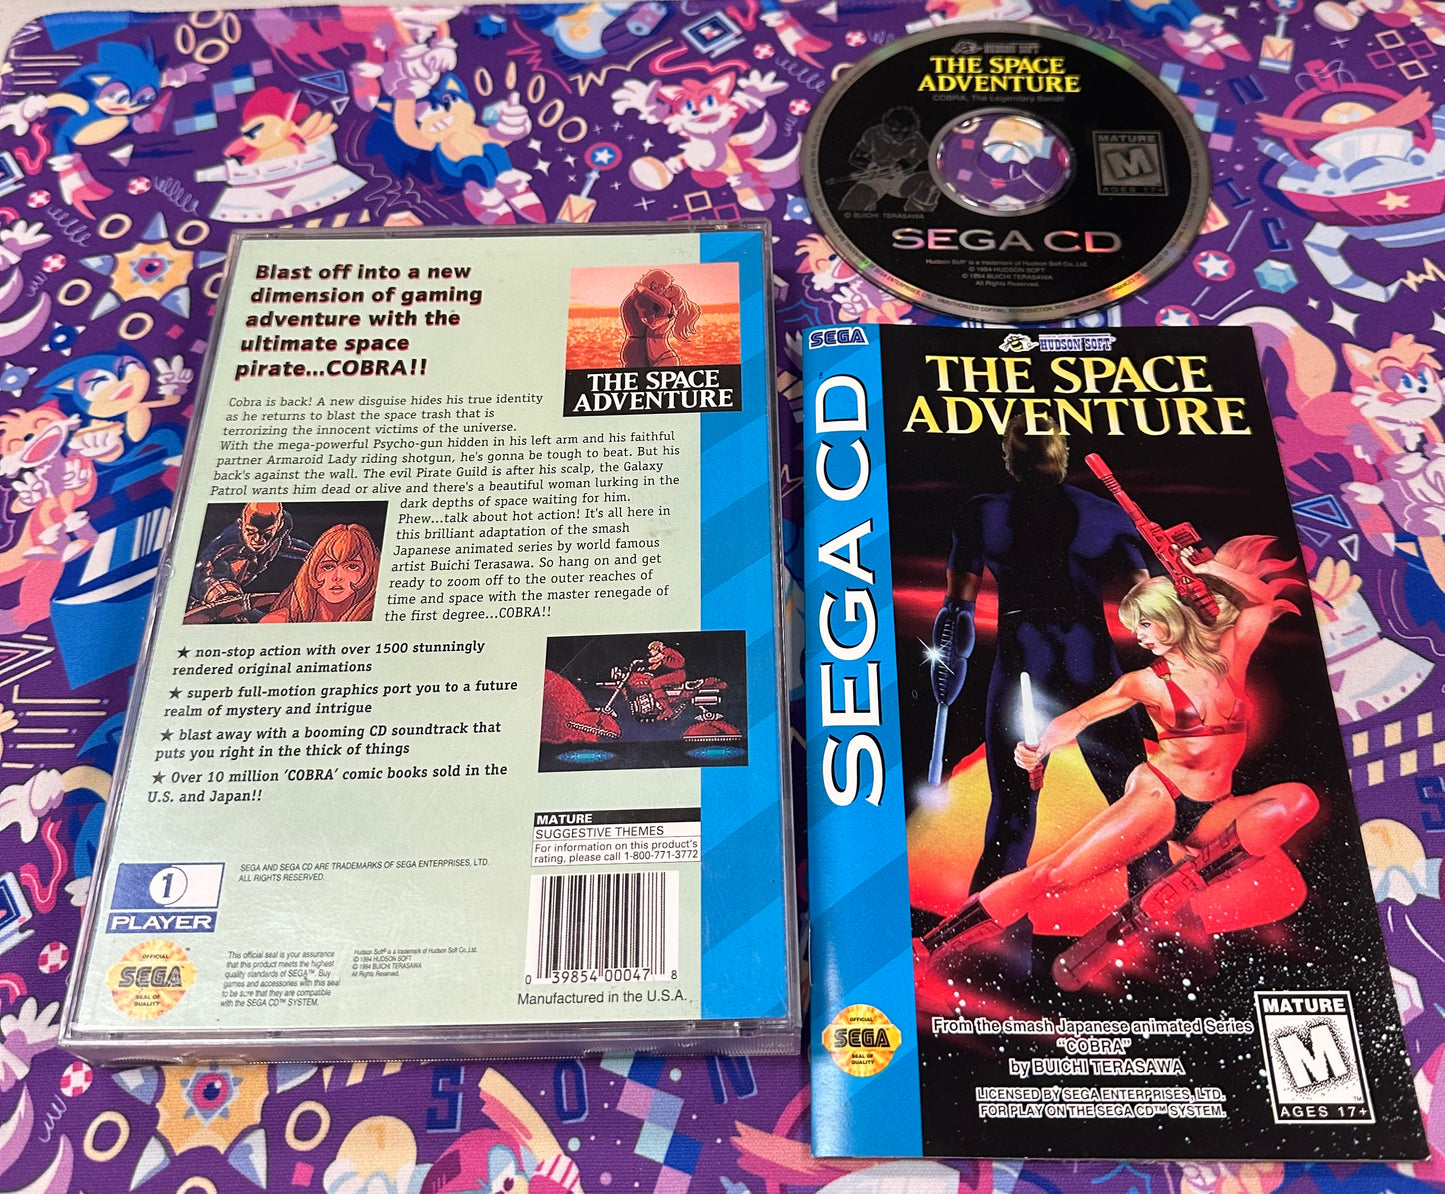 Blast off into a new
dimension of gaming
adventure with the
ultimate space
pirate...COBRA!!
THE SPACE
ADVENTURE
Cobra is back! A new disguise hides his true identity
as he returns to blast the space trash that is
terrorizing the innocent victims of the universe.
With the mega-powerful Psycho-gun hidden in his left arm and his faithful
partner Armaroid Lady riding shotgun, he's gonna be tough to beat. But his
back's against the wall. The evil Pirate Guild is after his scalp, the Galaxy
Patrol wants him dead or alive and there's a beautiful woman lurking in the
dark depths of space waiting for him.
Phew...talk about hot action! It's all here in
this brilliant adaptation of the smash
Japanese animated series by world famous
artist Buichi Terasawa. So hang on and get
ready to zoom off to the outer reaches of
time and space with the master renegade of
the first degree...COBRA!!
★ non-stop action with over 1500 stunningly
rendered original animations
★ superb full-motion graphics port you to a future
realm of mystery and intrigue
★ blast away with a booming CD soundtrack that
puts you right in the thick of things
★ Over 10 million 'COBRA' comic books sold in the
U.S. and Japan!!
MATURE
SUGGESTIVE THEMES
For information on this product's
rating, please call 1-800-771-3772
1
PLAYER
SEGA AND SEGA CD ARE TRADEMARKS OF SEGA ENTERPRISES, LTD.
ALL RIGHTS RESERVED.
OFFICIAL
SEGA
SEAL OF
QUALITY
This official seal is your assurance
that this product meets the highest
quality standards of SEGA™. Buy
games and accessories with this seal
to be sure that they are compatible
with the SEGA CD™ SYSTEM.
Hudson Soft® is a trademark of Hudson Soft Co., Ltd.
© 1994 HUDSON SOFT
© 1994 BUICHI TERASAWA
All Rights Reserved.
0 39854 00047 8
Manufactured in the U.S.A.
HUDSON SOFT
THE SPACE
ADVENTURE
COBRA, The Legendary Bandit
MATURE
M
AGES 17+
© BUICHI TERASAWA
SEGA CD
Hudson Soft® is a trademark of Hudson Soft Co., Ltd.
© 1994 HUDSON SOFT
© 1994 BUICHI TERASAWA
All Rights Reserved.
SEGA
SEGA CD
HUDSON SOFT
THE SPACE
ADVENTURE
From the smash Japanese animated Series
"COBRA"
by BUICHI TERASAWA
LICENSED BY SEGA ENTERPRISES, LTD.
FOR PLAY ON THE SEGA CD™ SYSTEM.
OFFICIAL
SEGA
SEAL OF
QUALITY
MATURE
M
AGES 17+